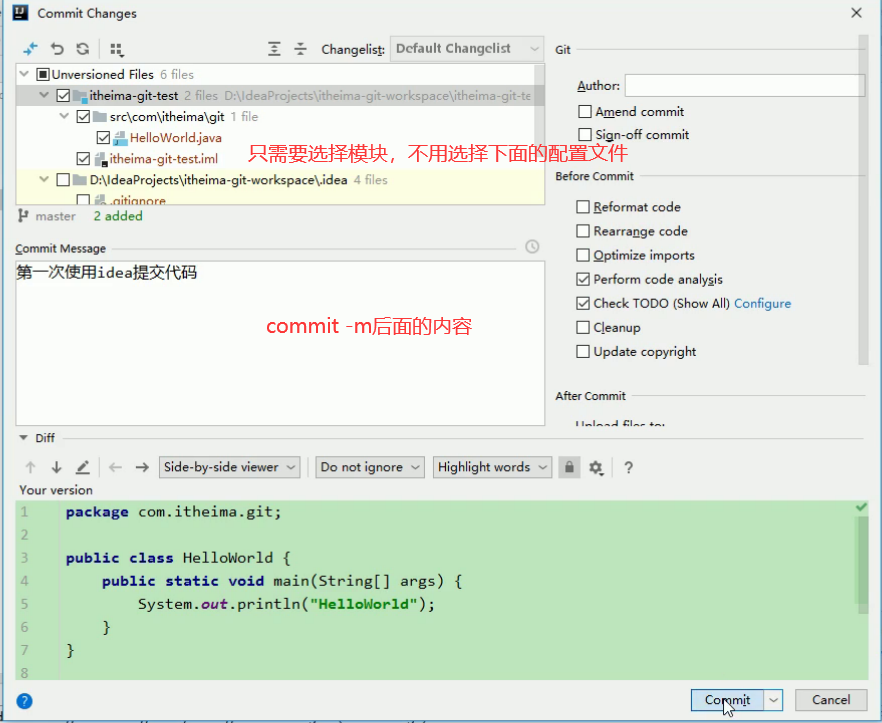 Commit Changes
Changelist: Default Changelist
Unversioned Files 6 files
itheima-git-test 2 files D:\IdeaProjects\itheima-git-workspace\itheima-git-te
src\com\itheima\git 1 file
HelloWorld.java
itheima-git-test.iml
只需要选择模块，不用选择下面的配置文件
D:\IdeaProjects\itheima-git-workspace\.idea 4 files
.gitignore
master 2 added
Commit Message
第一次使用idea提交代码
commit -m后面的内容
Git
Author:
Amend commit
Sign-off commit
Before Commit
Reformat code
Rearrange code
Optimize imports
Perform code analysis
Check TODO (Show All) Configure
Cleanup
Update copyright
After Commit
Upload files to:
Diff
Side-by-side viewer Do not ignore Highlight words ?
Your version
1 package com.itheima.git;
2
3 public class HelloWorld {
4 public static void main(String[] args) {
5 System.out.println("HelloWorld");
6 }
7 }
8
? Commit Cancel